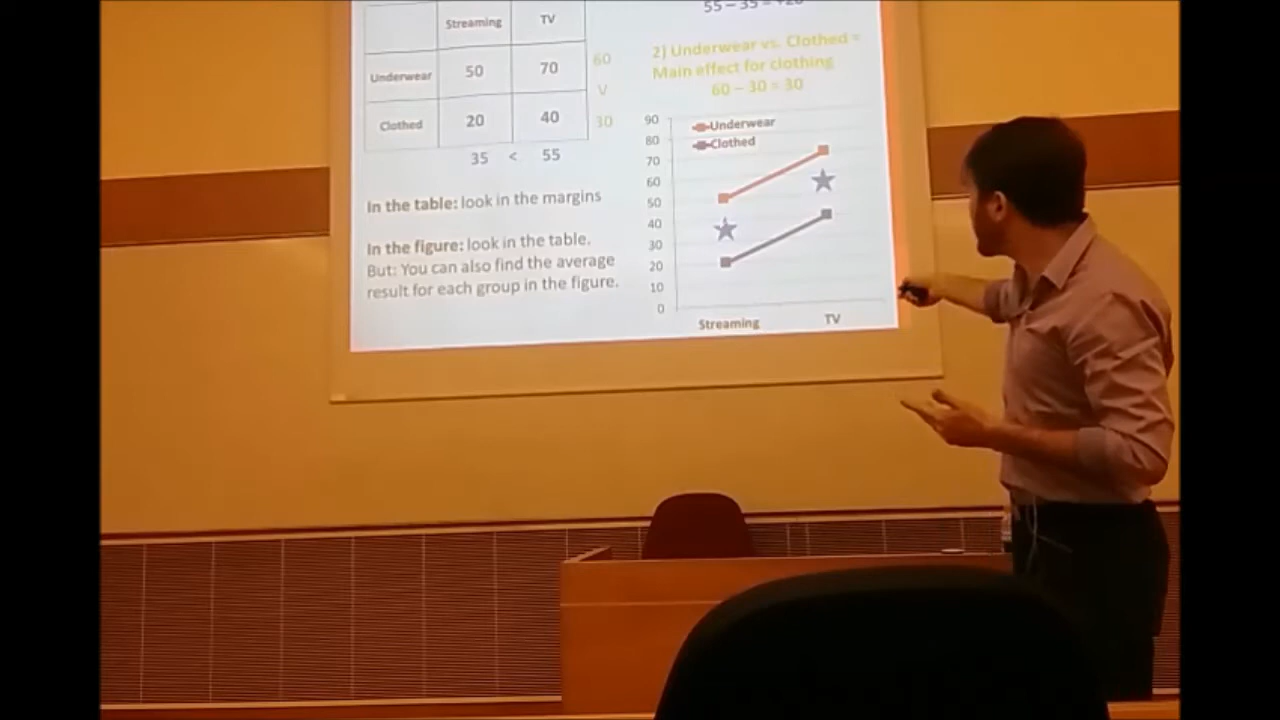 Streaming TV
Underwear 50 70 60
V
Clothed 20 40 30
35 < 55
In the table: look in the margins
In the figure: look in the table.
But: You can also find the average
result for each group in the figure.
55 – 35 = +20
2) Underwear vs. Clothed =
Main effect for clothing
60 – 30 = 30
Underwear
Clothed
90
80
70
60
50
40
30
20
10
0
Streaming TV